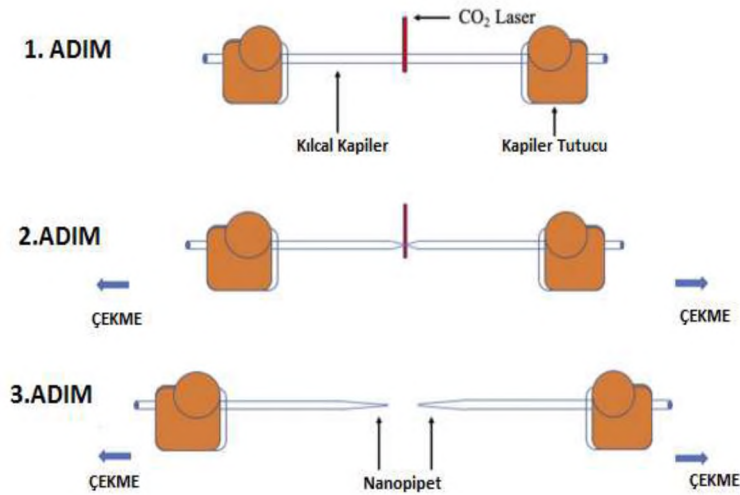 CO₂ Laser
1. ADIM
Kılcal Kapiler
Kapiler Tutucu
2.ADIM
ÇEKME
ÇEKME
3.ADIM
ÇEKME
Nanopipet
ÇEKME